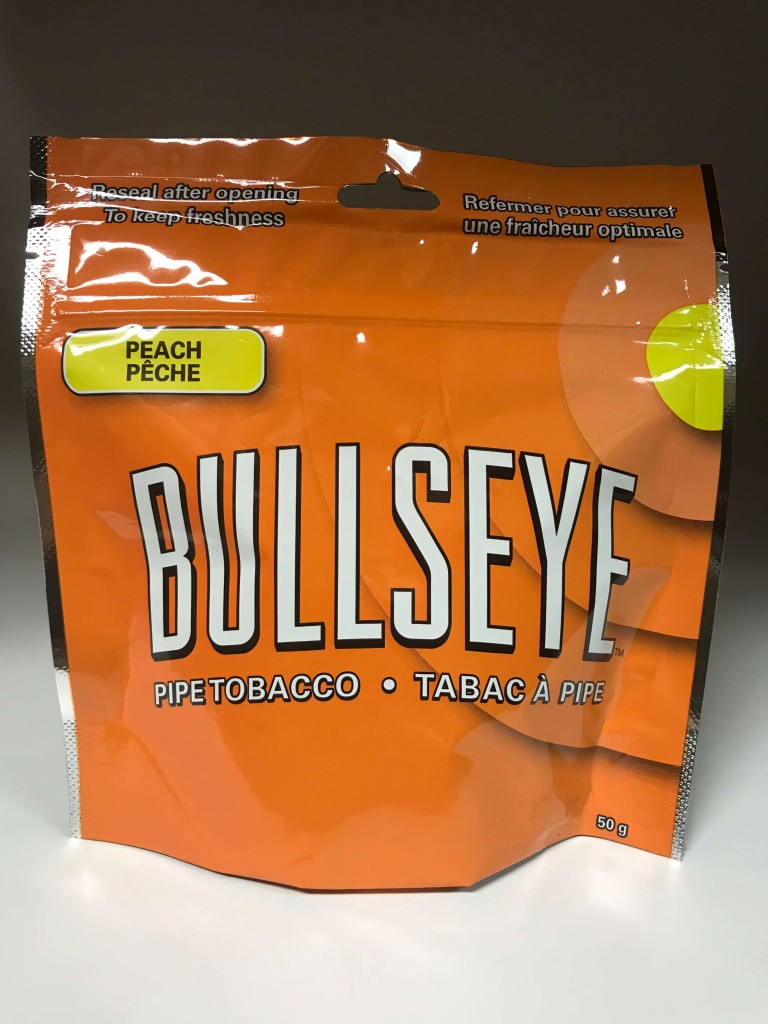 Reseal after opening
To keep freshness
Refermer pour assurer
une fraîcheur optimale
PEACH
PÊCHE
BULLSEYE
TM
PIPE TOBACCO • TABAC À PIPE
50 g